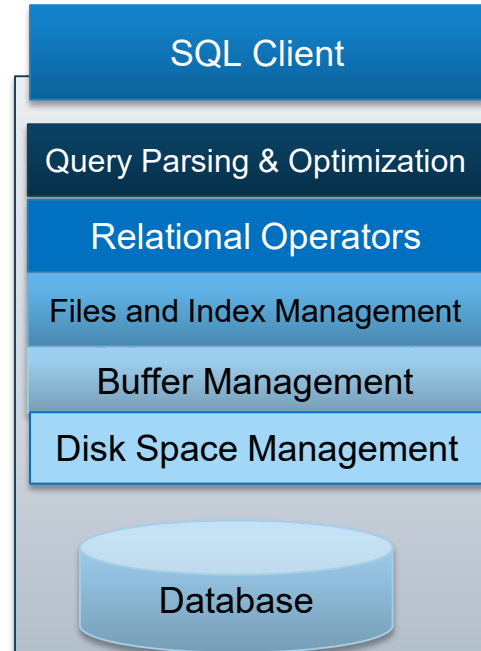 SQL Client
Query Parsing & Optimization
Relational Operators
Files and Index Management
Buffer Management
Disk Space Management
Database